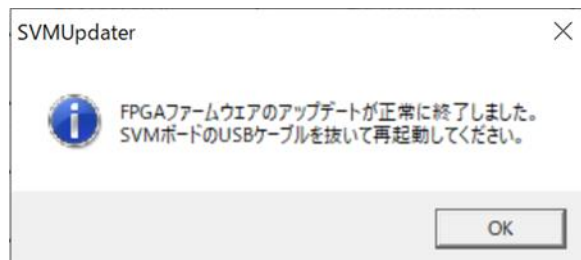 SVMUpdater
FPGAファームウェアのアップデートが正常に終了しました。
SVMボードのUSBケーブルを抜いて再起動してください。
OK